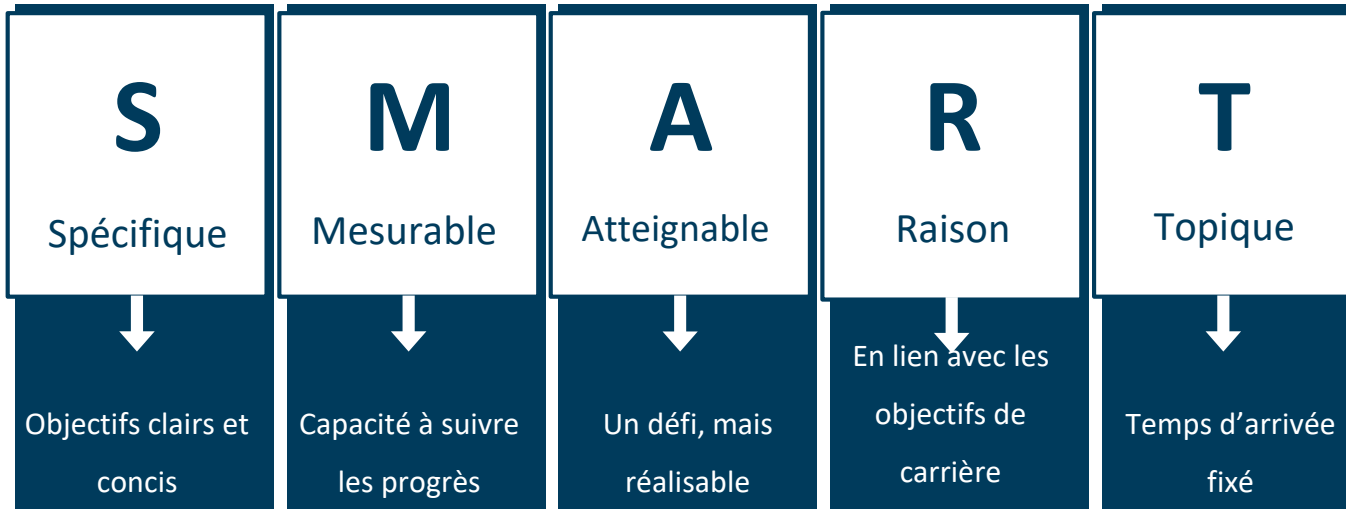 S
Spécifique
Objectifs clairs et
concis
M
Mesurable
Capacité à suivre
les progrès
A
Atteignable
Un défi, mais
réalisable
R
Raison
En lien avec les
objectifs de
carrière
T
Topique
Temps d’arrivée
fixé